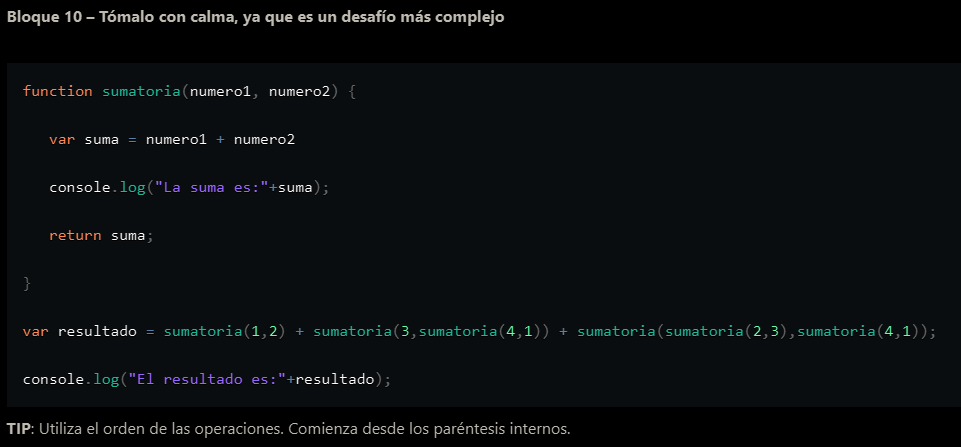 Bloque 10 – Tómalo con calma, ya que es un desafío más complejo
function sumatoria(numero1, numero2) {
var suma = numero1 + numero2
console.log("La suma es:"+suma);
return suma;
}
var resultado = sumatoria(1,2) + sumatoria(3,sumatoria(4,1)) + sumatoria(sumatoria(2,3),sumatoria(4,1));
console.log("El resultado es:"+resultado);
TIP: Utiliza el orden de las operaciones. Comienza desde los paréntesis internos.